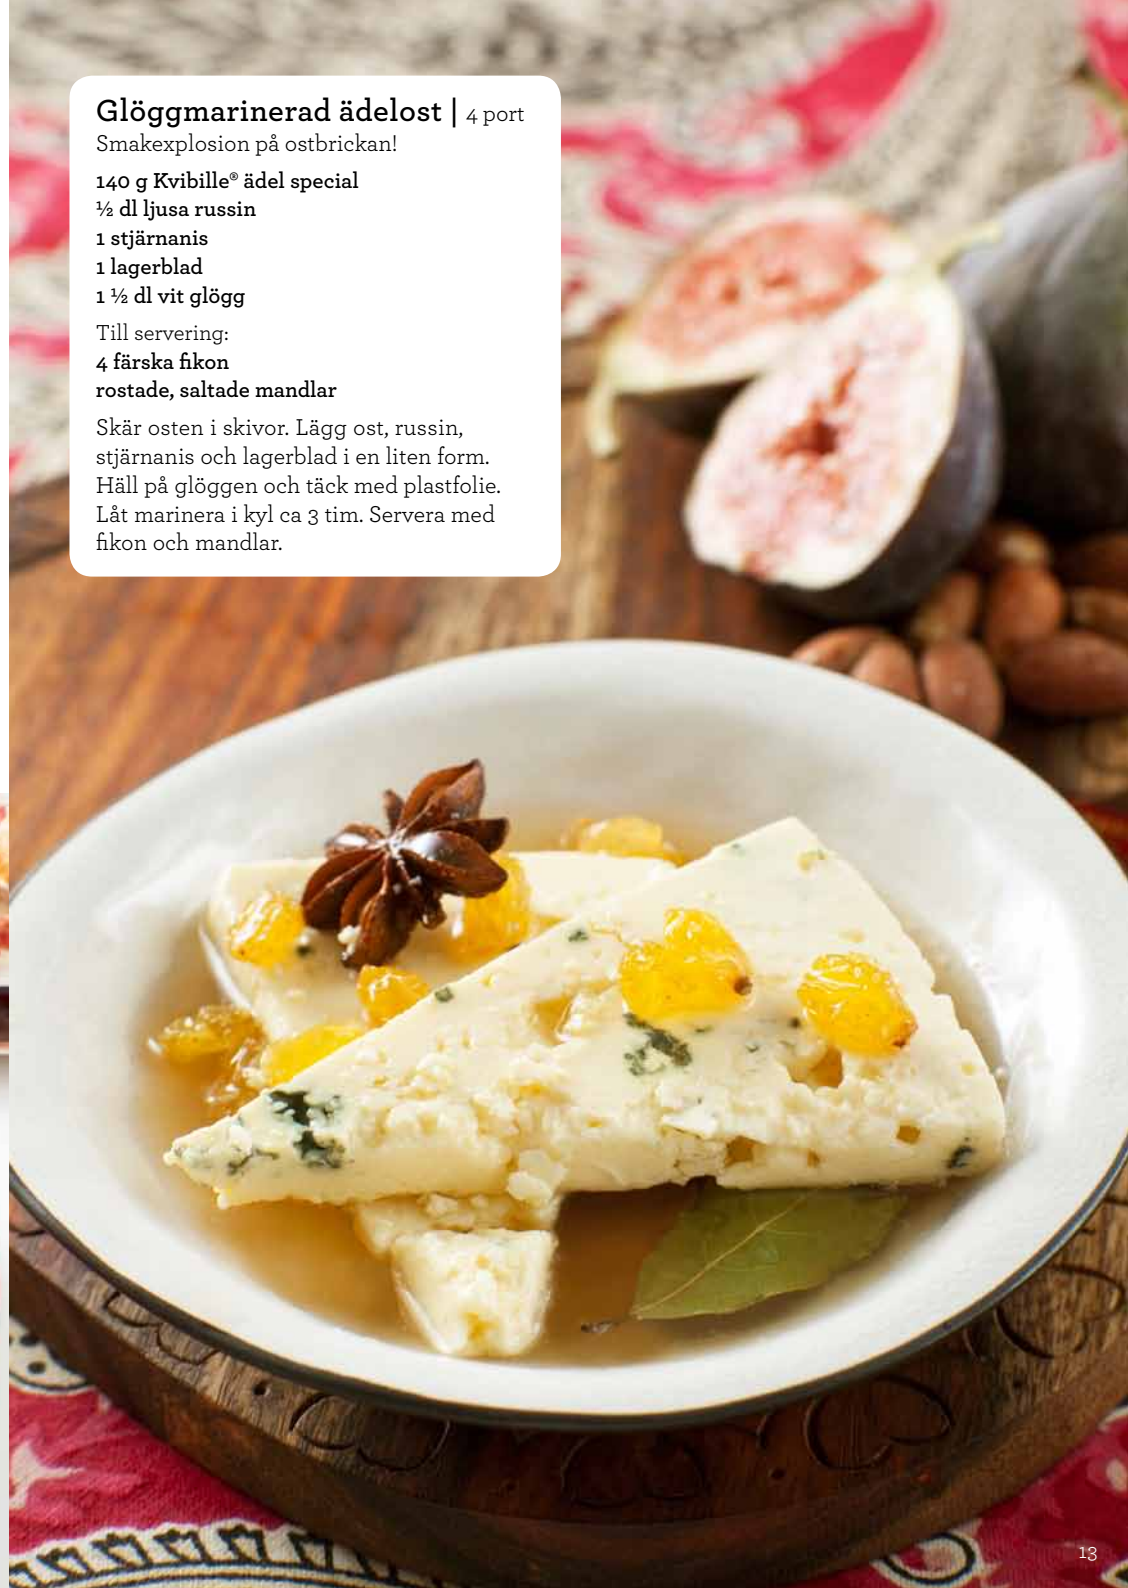 Glöggmarinerad ädelost | 4 port
Smakexplosion på ostbrickan!
140 g Kvibille® ädel special
½ dl ljusa russin
1 stjärnanis
1 lagerblad
1 ½ dl vit glögg
Till servering:
4 färska fikon
rostade, saltade mandlar
Skär osten i skivor. Lägg ost, russin,
stjärnanis och lagerblad i en liten form.
Häll på glöggen och täck med plastfolie.
Låt marinera i kyl ca 3 tim. Servera med
fikon och mandlar.
13